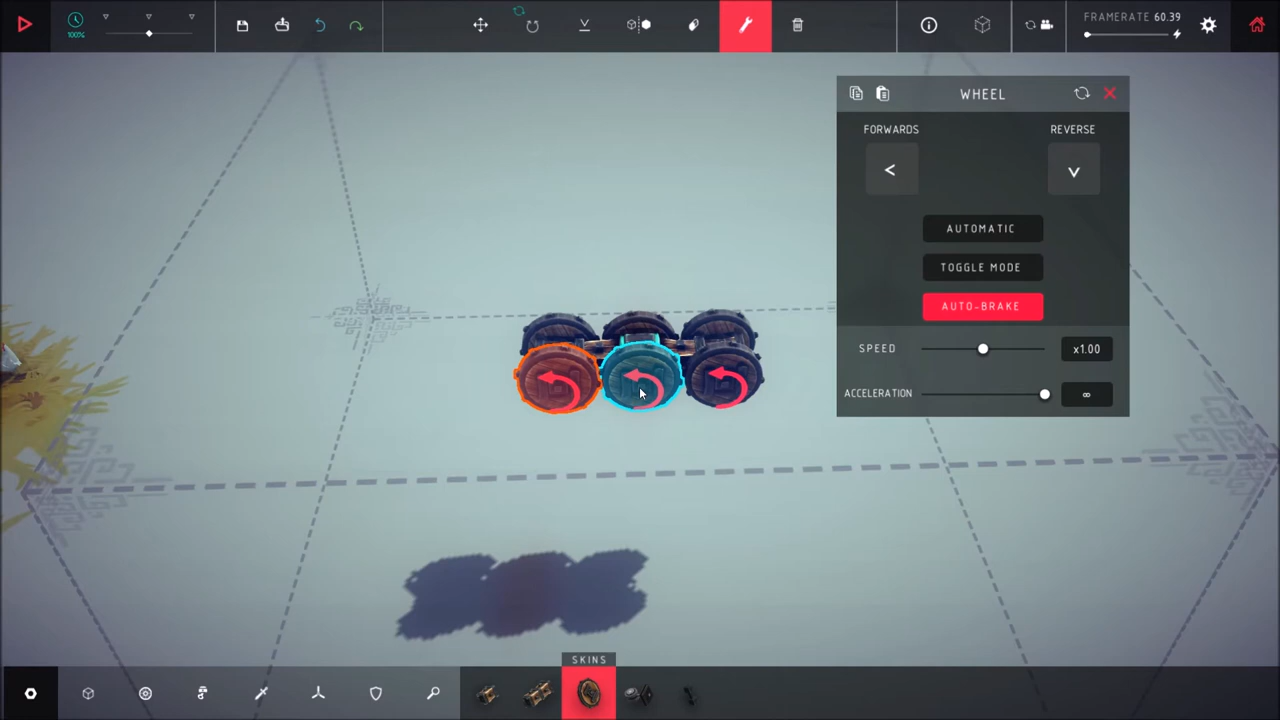 FRAMERATE 60.39
100%
WHEEL
FORWARDS
REVERSE
<
V
AUTOMATIC
TOGGLE MODE
AUTO-BRAKE
SPEED
x1.00
ACCELERATION
∞
SKINS